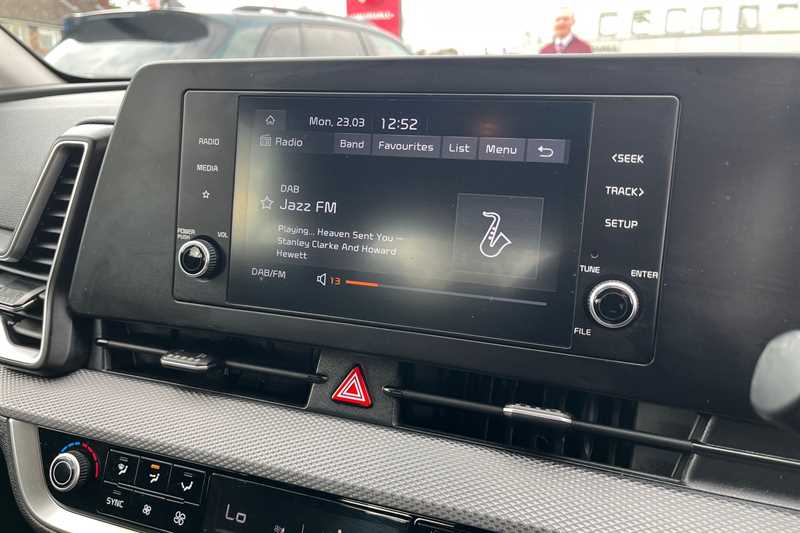 Mon, 23.03 12:52
Radio Band Favourites List Menu
DAB
Jazz FM
Playing... Heaven Sent You –
Stanley Clarke And Howard
Hewett
DAB/FM 13
RADIO
MEDIA
POWER
PUSH
VOL
<SEEK
TRACK>
SETUP
TUNE
ENTER
FILE
SYNC
Lo